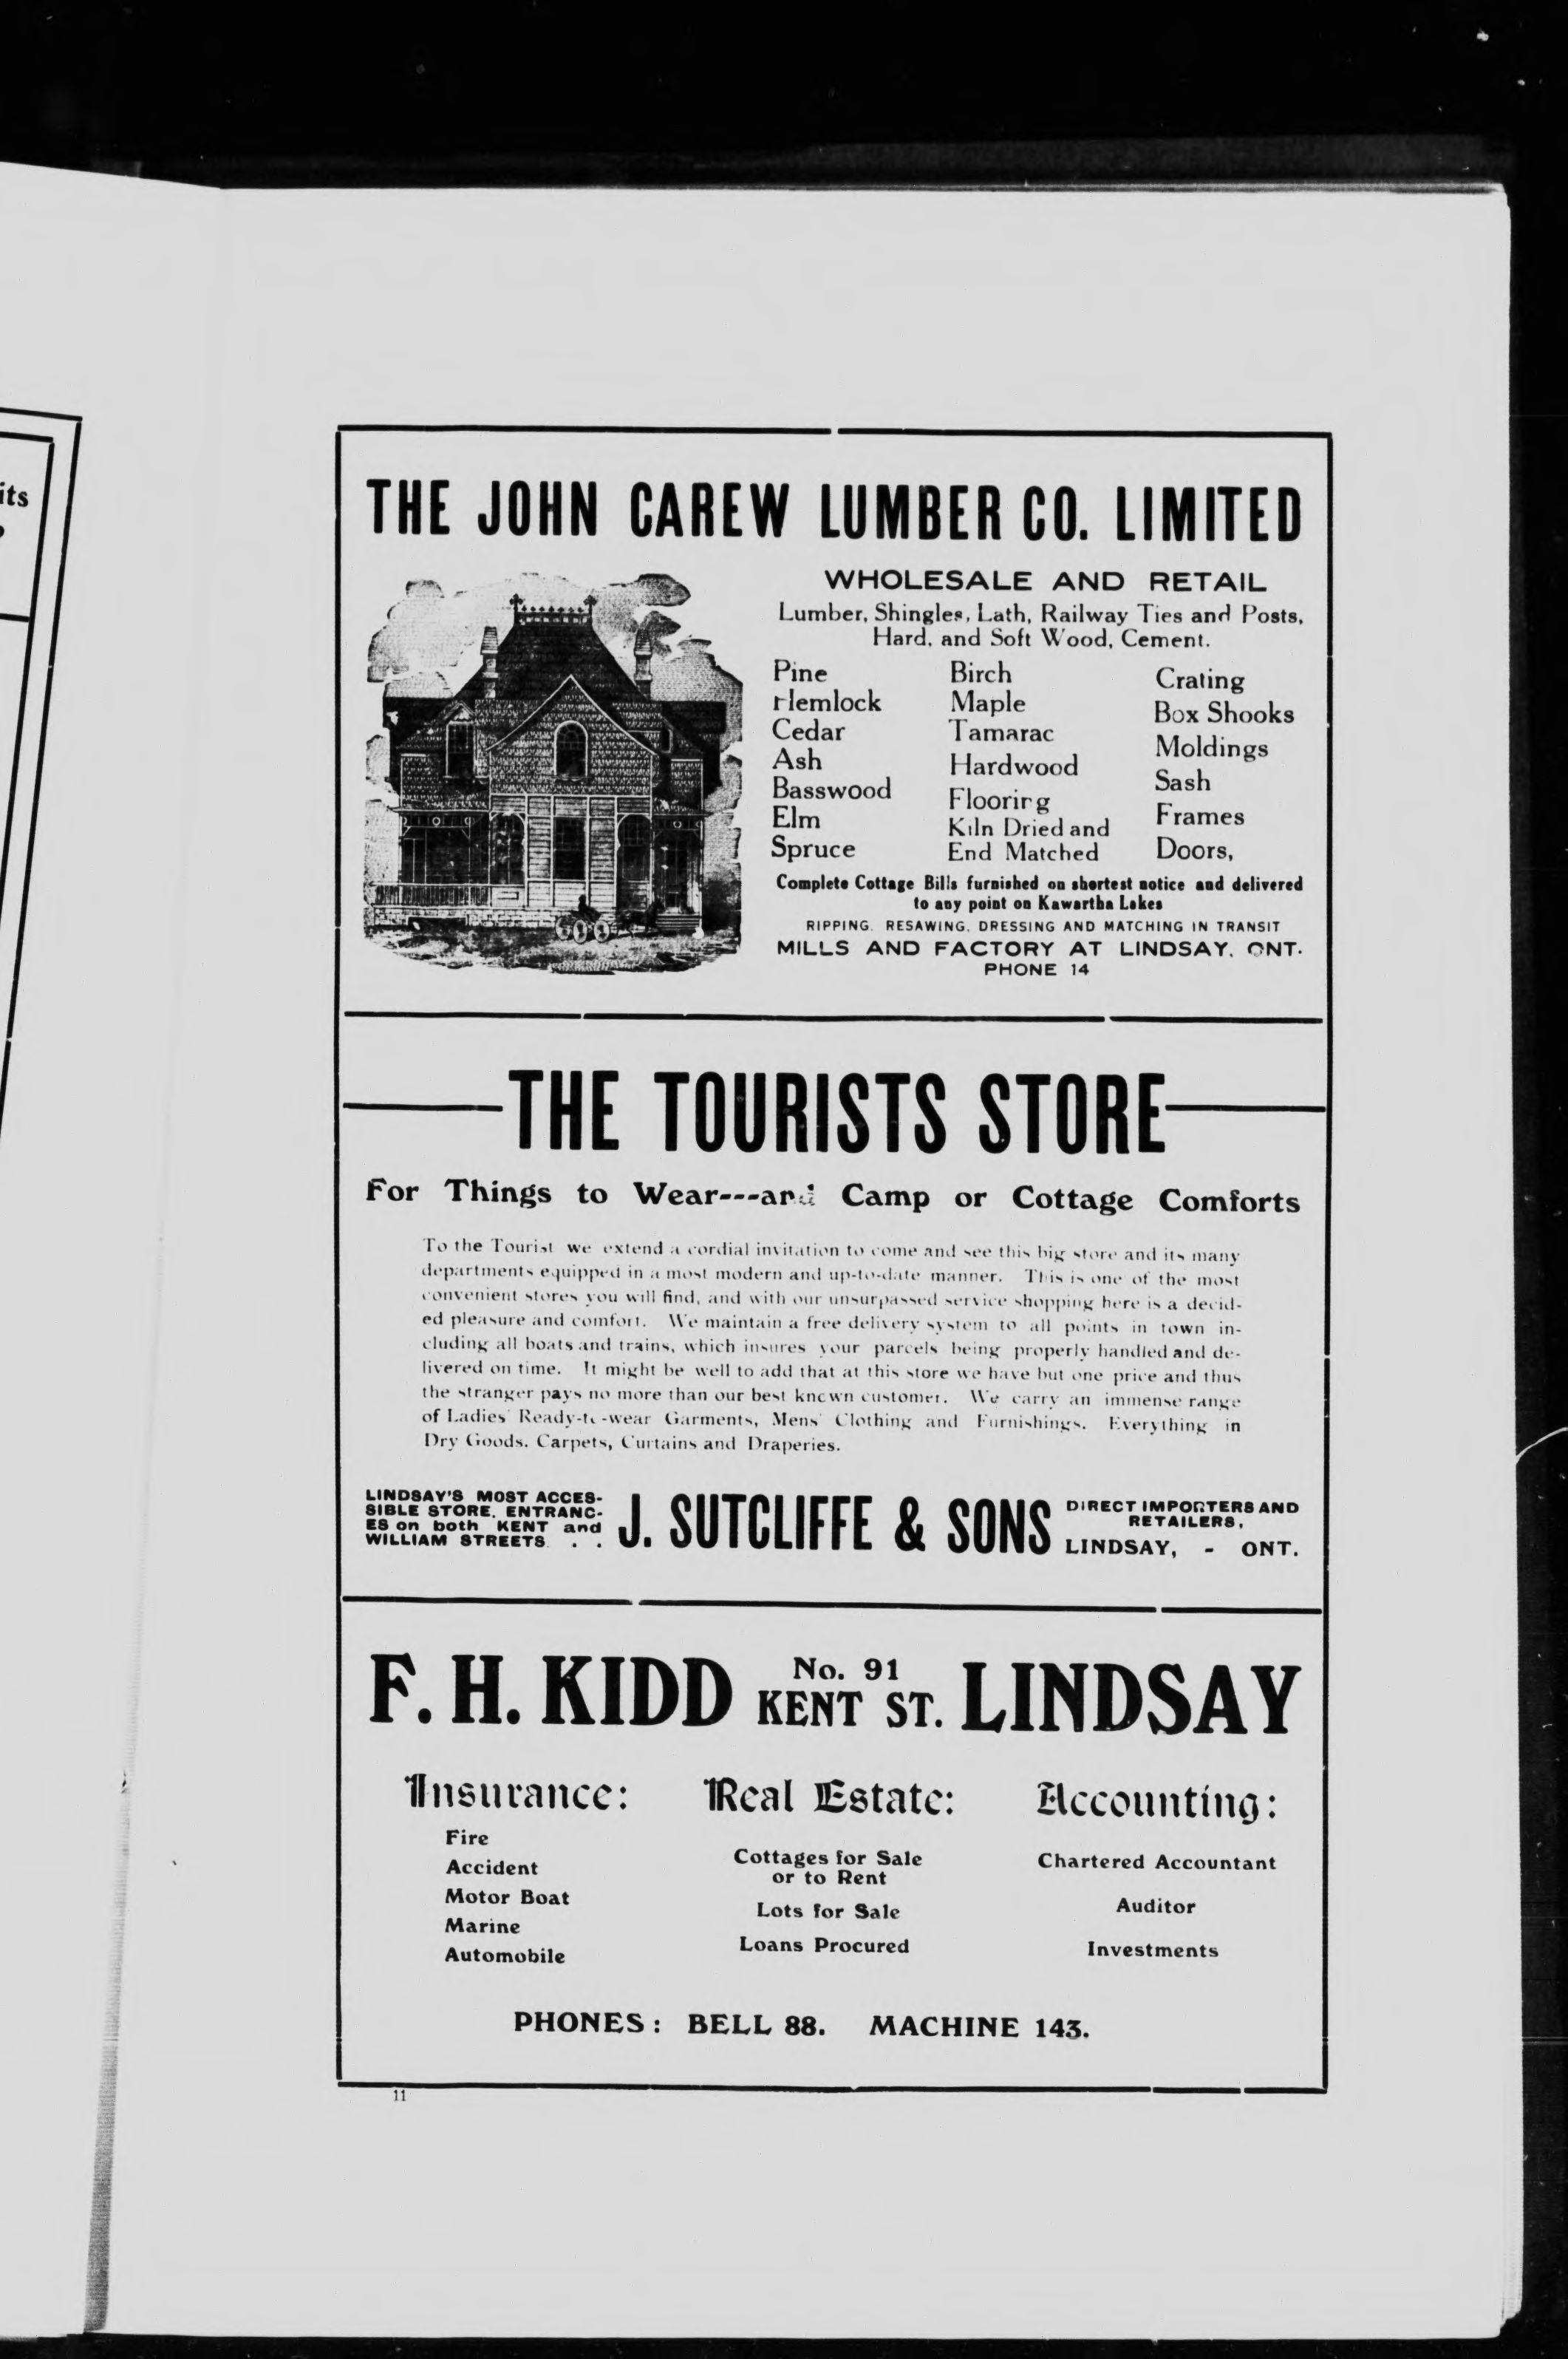 its
THE JOHN CAREW LUMBER CO. LIMITED
WHOLESALE AND RETAIL
Lumber, Shingles, Lath, Railway Ties and Posts,
Hard, and Soft Wood, Cement.
Pine
Hemlock
Cedar
Ash
Basswood
Elm
Spruce
Birch
Maple
Tamarac
Hardwood
Flooring
Kiln Dried and
End Matched
Crating
Box Shooks
Moldings
Sash
Frames
Doors,
Complete Cottage Bills furnished on shortest notice and delivered
to any point on Kawartha Lakes
RIPPING. RESAWING. DRESSING AND MATCHING IN TRANSIT
MILLS AND FACTORY AT LINDSAY. ONT.
PHONE 14
THE TOURISTS STORE
For Things to Wear---and Camp or Cottage Comforts
To the Tourist we extend a cordial invitation to come and see this big store and its many
departments equipped in a most modern and up-to-date manner. This is one of the most
convenient stores you will find, and with our unsurpassed service shopping here is a decid-
ed pleasure and comfort. We maintain a free delivery system to all points in town in-
cluding all boats and trains, which insures your parcels being properly handled and de-
livered on time. It might be well to add that at this store we have but one price and thus
the stranger pays no more than our best known customer. We carry an immense range
of Ladies' Ready-to-wear Garments, Mens' Clothing and Furnishings. Everything in
Dry Goods. Carpets, Curtains and Draperies.
LINDSAY'S MOST ACCES-
SIBLE STORE. ENTRANC-
ES on both KENT and
WILLIAM STREETS. . .
J. SUTCLIFFE & SONS
DIRECT IMPORTERS AND
RETAILERS,
LINDSAY, - ONT.
F. H. KIDD No. 91 KENT ST. LINDSAY
Insurance:
Fire
Accident
Motor Boat
Marine
Automobile
Real Estate:
Cottages for Sale
or to Rent
Lots for Sale
Loans Procured
Accounting:
Chartered Accountant
Auditor
Investments
PHONES: BELL 88. MACHINE 143.
11